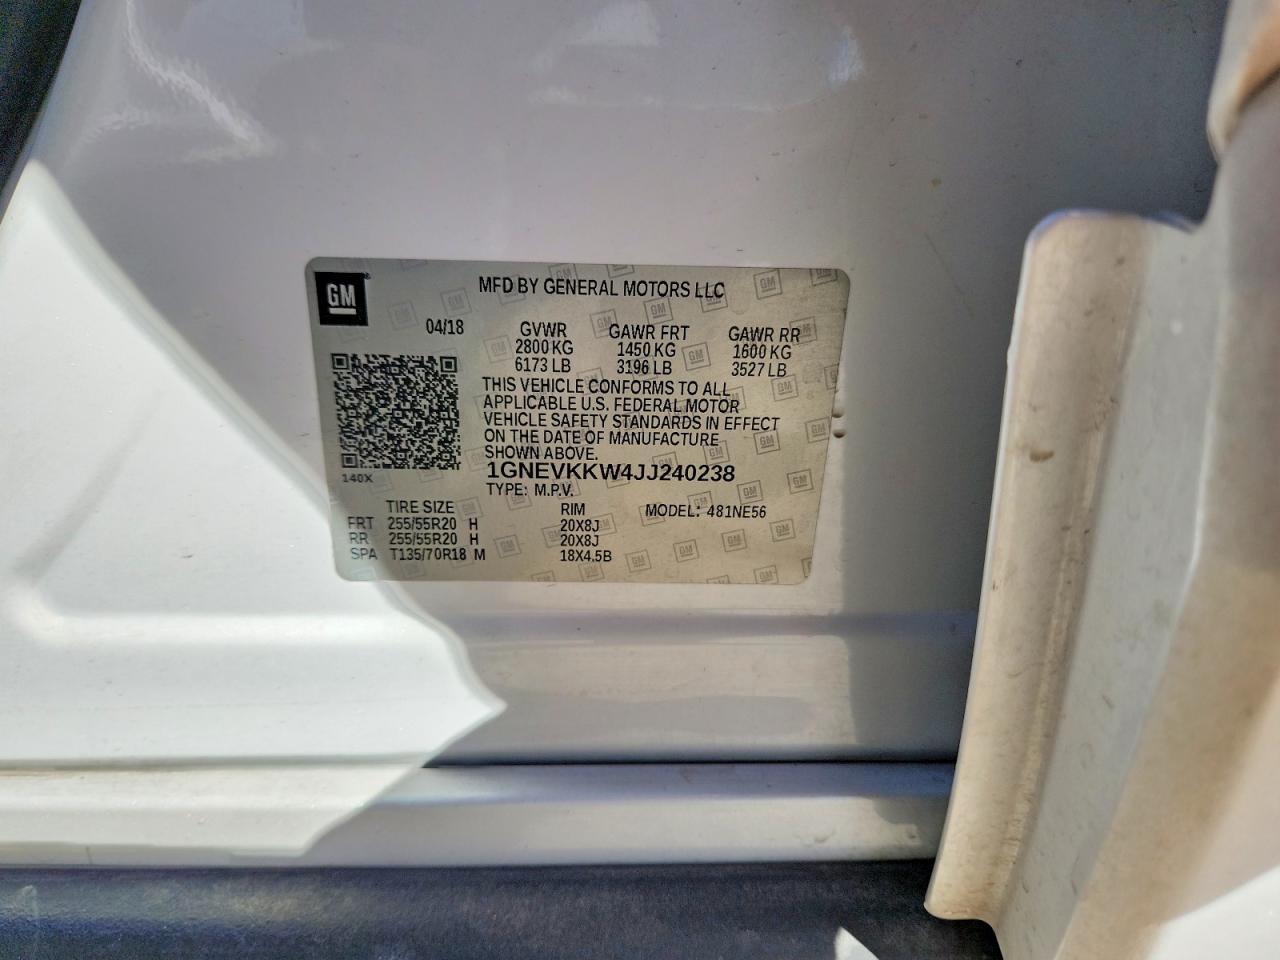 GM
MFD BY GENERAL MOTORS LLC
04/18 GVWR GAWR FRT GAWR RR
2800 KG 1450 KG 1600 KG
6173 LB 3196 LB 3527 LB
THIS VEHICLE CONFORMS TO ALL
APPLICABLE U.S. FEDERAL MOTOR
VEHICLE SAFETY STANDARDS IN EFFECT
ON THE DATE OF MANUFACTURE
SHOWN ABOVE.
1GNEVKKW4JJ240238
140X
TYPE: M.P.V.
TIRE SIZE RIM MODEL: 481NE56
FRT 255/55R20 H 20X8J
RR 255/55R20 H 20X8J
SPA T135/70R18 M 18X4.5B